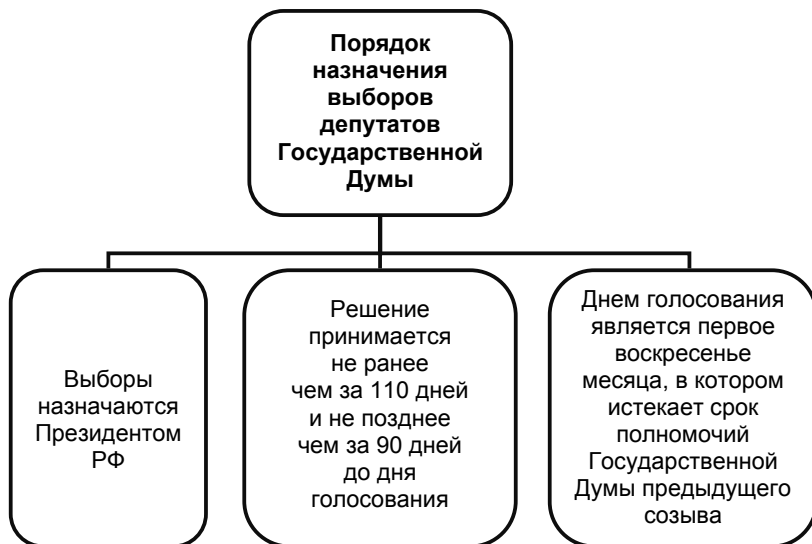 Порядок
назначения
выборов
депутатов
Государственной
Думы
Выборы
назначаются
Президентом
РФ
Решение
принимается
не ранее
чем за 110 дней
и не позднее
чем за 90 дней
до дня
голосования
Днем голосования
является первое
воскресенье
месяца, в котором
истекает срок
полномочий
Государственной
Думы предыдущего
созыва